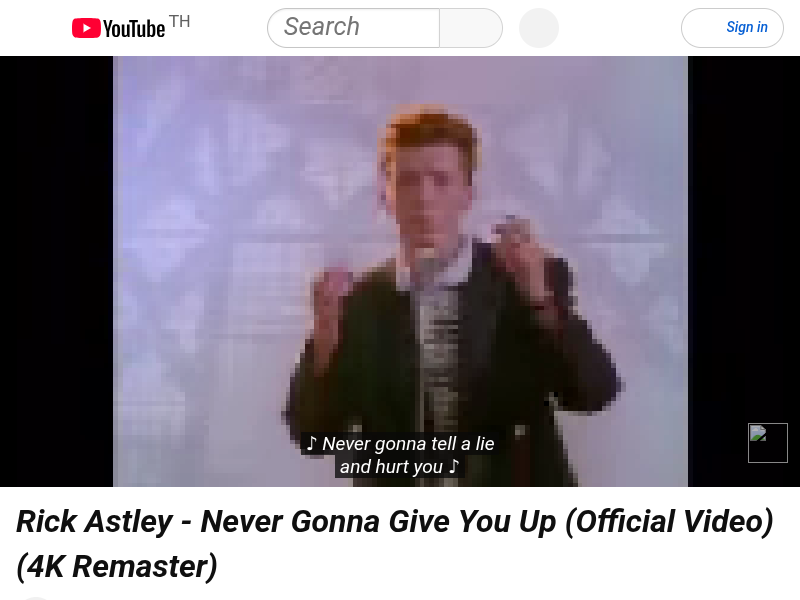 YouTube TH
Search
Sign in
♪ Never gonna tell a lie
and hurt you ♪
Rick Astley - Never Gonna Give You Up (Official Video)
(4K Remaster)